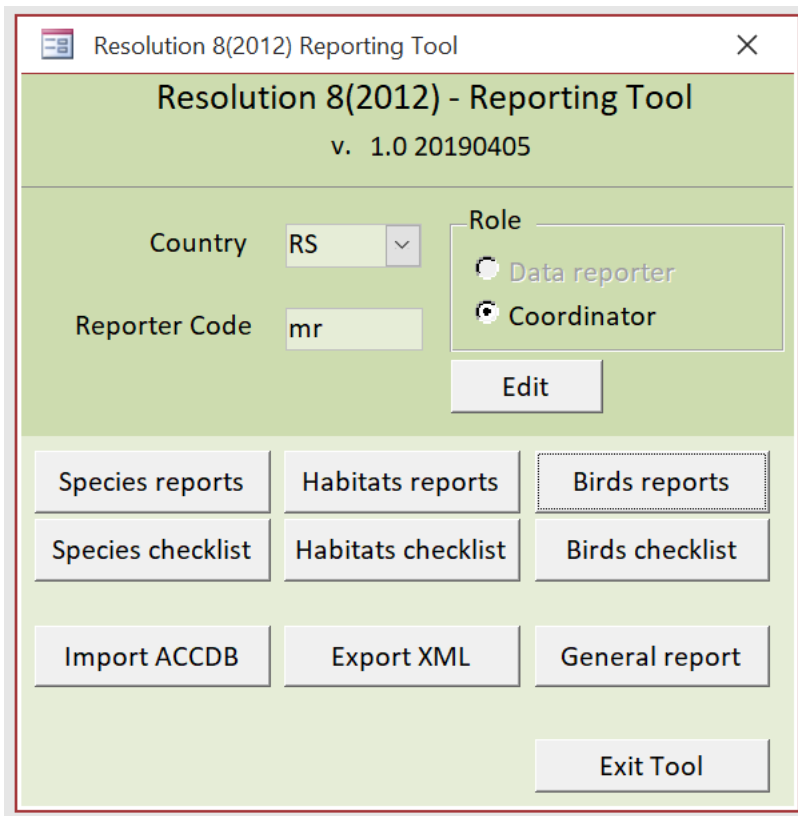 Resolution 8(2012) Reporting Tool
Resolution 8(2012) - Reporting Tool
v. 1.0 20190405
Country RS
Role
Data reporter
Reporter Code mr
Coordinator
Edit
Species reports Habitats reports Birds reports
Species checklist Habitats checklist Birds checklist
Import ACCDB Export XML General report
Exit Tool